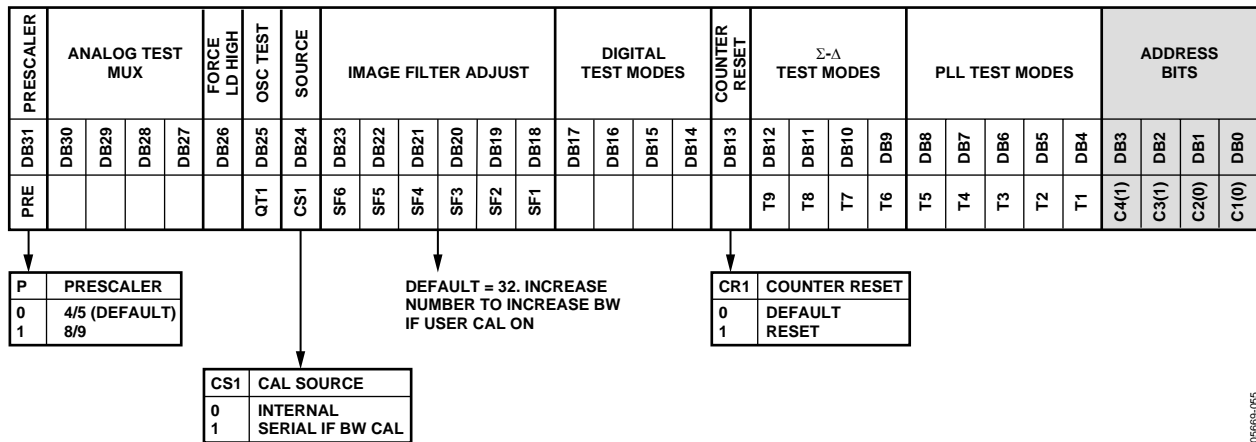 PRESCALER
ANALOG TEST
MUX
FORCE
LD HIGH
OSC TEST
SOURCE
IMAGE FILTER ADJUST
DIGITAL
TEST MODES
COUNTER
RESET
Σ-Δ
TEST MODES
PLL TEST MODES
ADDRESS
BITS
DB31 DB30 DB29 DB28 DB27 DB26 DB25 DB24 DB23 DB22 DB21 DB20 DB19 DB18 DB17 DB16 DB15 DB14 DB13 DB12 DB11 DB10 DB9 DB8 DB7 DB6 DB5 DB4 DB3 DB2 DB1 DB0
PRE QT1 CS1 SF6 SF5 SF4 SF3 SF2 SF1 T9 T8 T7 T6 T5 T4 T3 T2 T1 C4(1) C3(1) C2(0) C1(0)
P PRESCALER
0 4/5 (DEFAULT)
1 8/9
DEFAULT = 32. INCREASE
NUMBER TO INCREASE BW
IF USER CAL ON
CR1 COUNTER RESET
0 DEFAULT
1 RESET
CS1 CAL SOURCE
0 INTERNAL
1 SERIAL IF BW CAL
05669-055